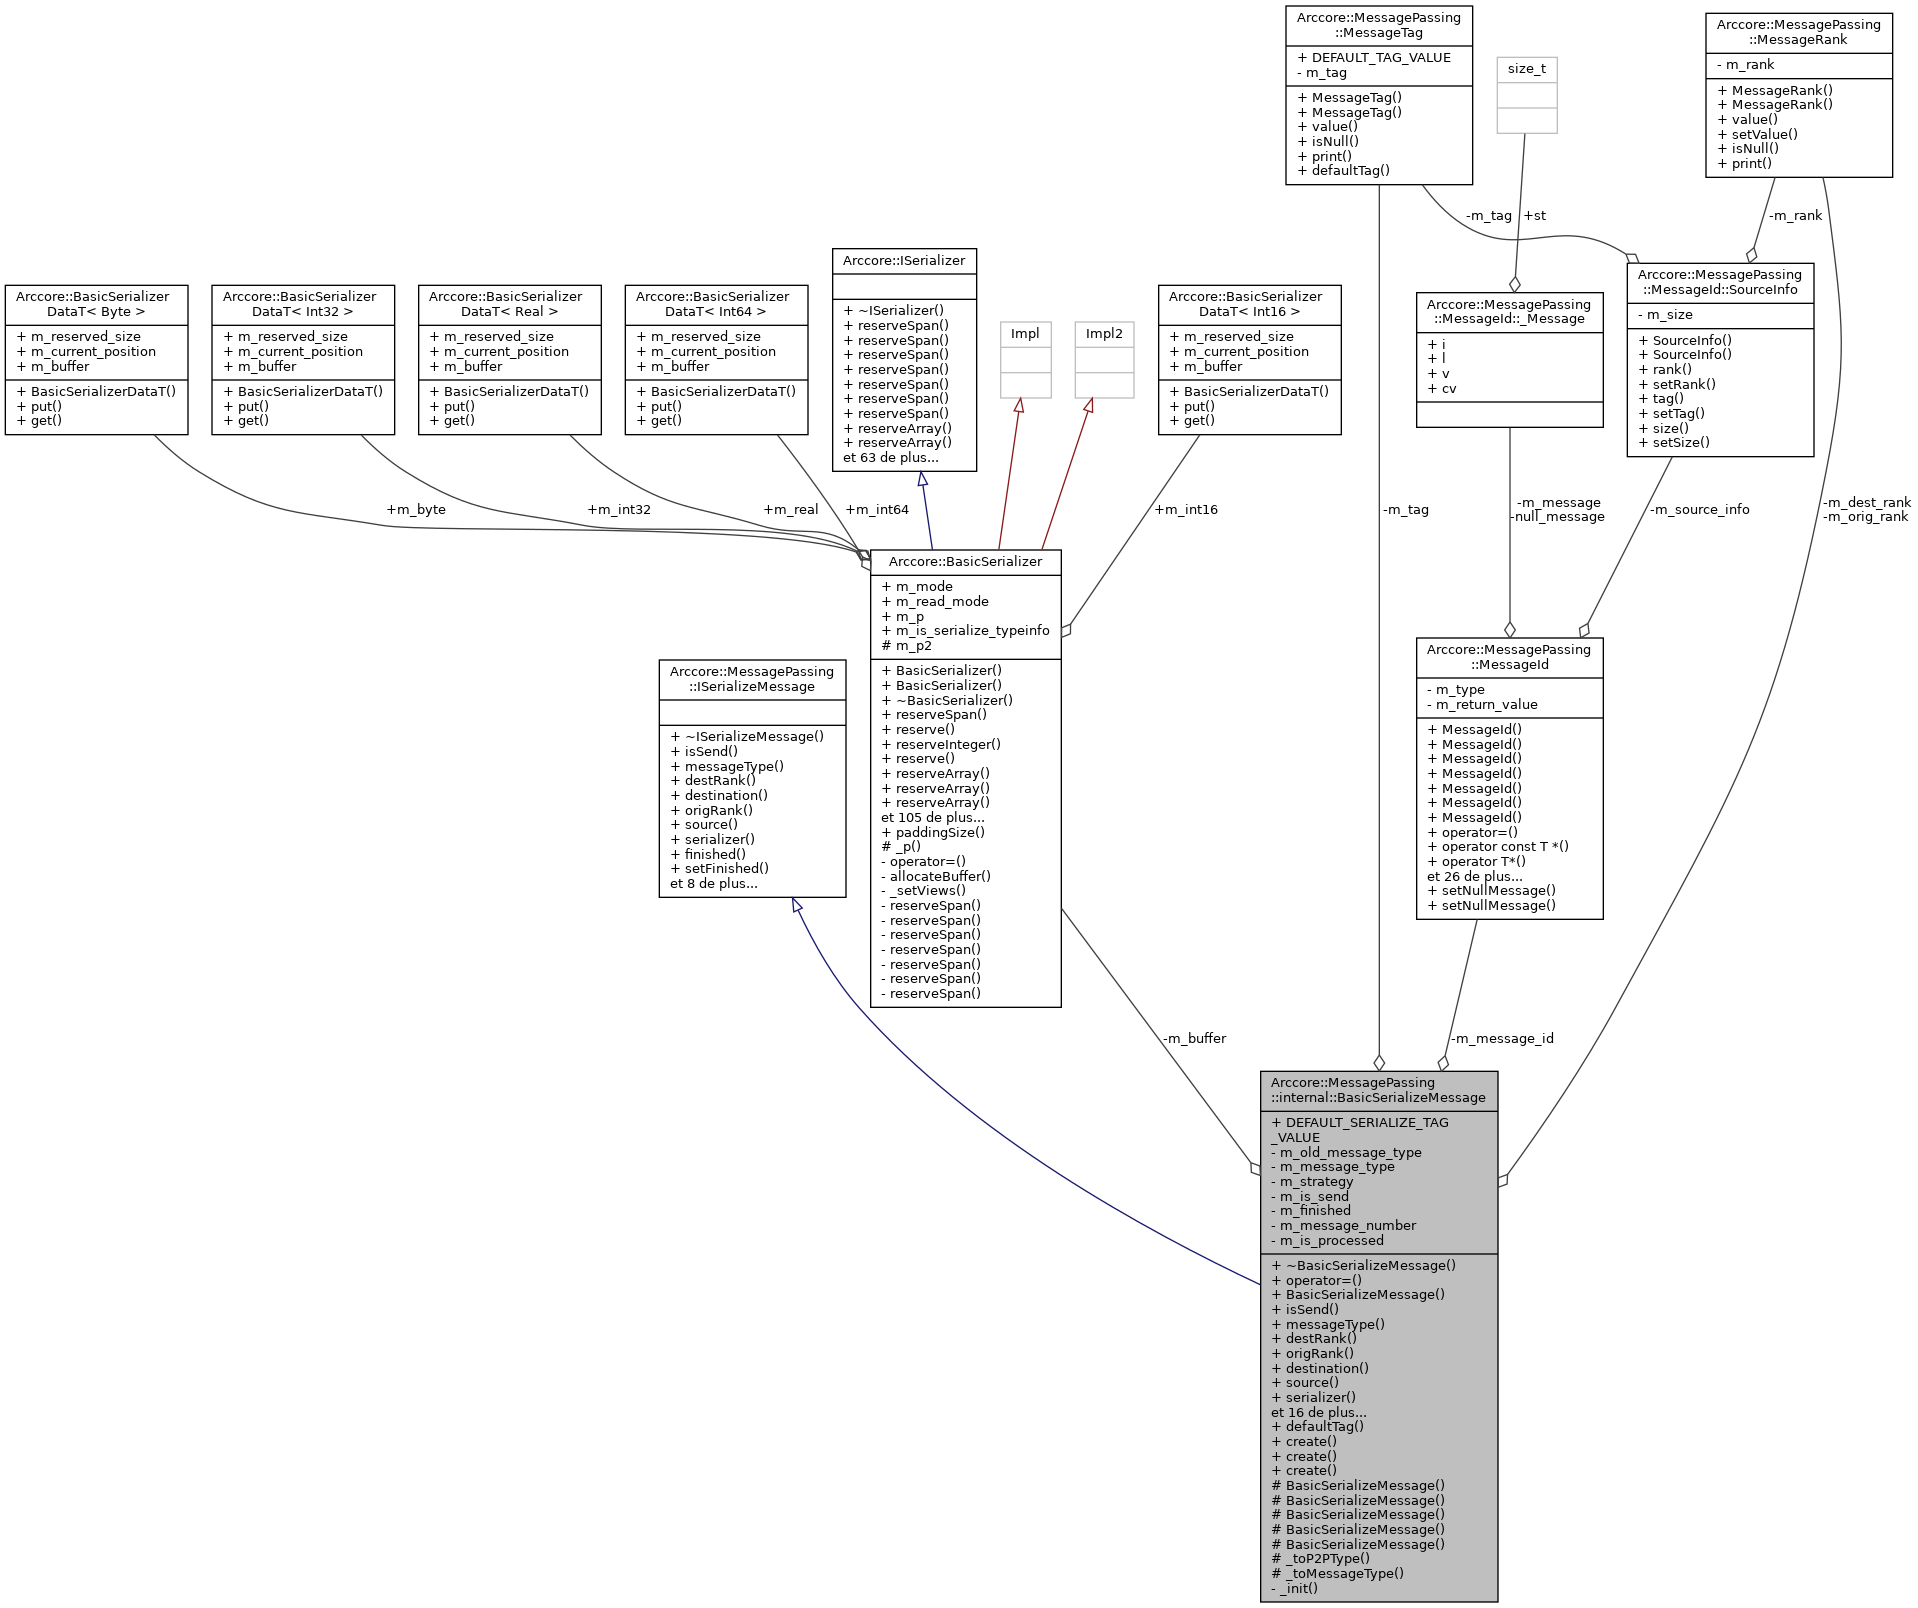 Arccore::MessagePassing
::MessageTag
+ DEFAULT_TAG_VALUE
- m_tag
+ MessageTag()
+ MessageTag()
+ value()
+ isNull()
+ print()
+ defaultTag()
size_t
Arccore::MessagePassing
::MessageRank
- m_rank
+ MessageRank()
+ MessageRank()
+ value()
+ setValue()
+ isNull()
+ print()
-m_tag
+st
-m_rank
Arccore::BasicSerializer
DataT< Byte >
+ m_reserved_size
+ m_current_position
+ m_buffer
+ BasicSerializerDataT()
+ put()
+ get()
Arccore::BasicSerializer
DataT< Int32 >
+ m_reserved_size
+ m_current_position
+ m_buffer
+ BasicSerializerDataT()
+ put()
+ get()
Arccore::BasicSerializer
DataT< Real >
+ m_reserved_size
+ m_current_position
+ m_buffer
+ BasicSerializerDataT()
+ put()
+ get()
Arccore::BasicSerializer
DataT< Int64 >
+ m_reserved_size
+ m_current_position
+ m_buffer
+ BasicSerializerDataT()
+ put()
+ get()
Arccore::ISerializer
+ ~ISerializer()
+ reserveSpan()
+ reserveSpan()
+ reserveSpan()
+ reserveSpan()
+ reserveSpan()
+ reserveSpan()
+ reserveSpan()
+ reserveArray()
+ reserveArray()
et 63 de plus...
Impl
Impl2
Arccore::BasicSerializer
DataT< Int16 >
+ m_reserved_size
+ m_current_position
+ m_buffer
+ BasicSerializerDataT()
+ put()
+ get()
Arccore::MessagePassing
::MessageId::_Message
+ i
+ l
+ v
+ cv
Arccore::MessagePassing
::MessageId::SourceInfo
- m_size
+ SourceInfo()
+ SourceInfo()
+ rank()
+ setRank()
+ tag()
+ setTag()
+ size()
+ setSize()
+m_byte
+m_int32
+m_real
+m_int64
+m_int16
-m_tag
-m_message
-null_message
-m_source_info
-m_dest_rank
-m_orig_rank
Arccore::MessagePassing
::ISerializeMessage
+ ~ISerializeMessage()
+ isSend()
+ messageType()
+ destRank()
+ destination()
+ origRank()
+ source()
+ serializer()
+ finished()
+ setFinished()
et 8 de plus...
Arccore::BasicSerializer
+ m_mode
+ m_read_mode
+ m_p
+ m_is_serialize_typeinfo
# m_p2
+ BasicSerializer()
+ BasicSerializer()
+ ~BasicSerializer()
+ reserveSpan()
+ reserve()
+ reserveInteger()
+ reserve()
+ reserveArray()
+ reserveArray()
+ reserveArray()
et 105 de plus...
+ paddingSize()
# _p()
- operator=()
- allocateBuffer()
- _setViews()
- reserveSpan()
- reserveSpan()
- reserveSpan()
- reserveSpan()
- reserveSpan()
- reserveSpan()
- reserveSpan()
Arccore::MessagePassing
::MessageId
- m_type
- m_return_value
+ MessageId()
+ MessageId()
+ MessageId()
+ MessageId()
+ MessageId()
+ MessageId()
+ MessageId()
+ operator=()
+ operator const T *()
+ operator T*()
et 26 de plus...
+ setNullMessage()
+ setNullMessage()
-m_buffer
-m_message_id
Arccore::MessagePassing
::internal::BasicSerializeMessage
+ DEFAULT_SERIALIZE_TAG
_VALUE
- m_old_message_type
- m_message_type
- m_strategy
- m_is_send
- m_finished
- m_message_number
- m_is_processed
+ ~BasicSerializeMessage()
+ operator=()
+ BasicSerializeMessage()
+ isSend()
+ messageType()
+ destRank()
+ origRank()
+ destination()
+ source()
+ serializer()
et 16 de plus...
+ defaultTag()
+ create()
+ create()
+ create()
# BasicSerializeMessage()
# BasicSerializeMessage()
# BasicSerializeMessage()
# BasicSerializeMessage()
# BasicSerializeMessage()
# _toP2PType()
# _toMessageType()
- _init()